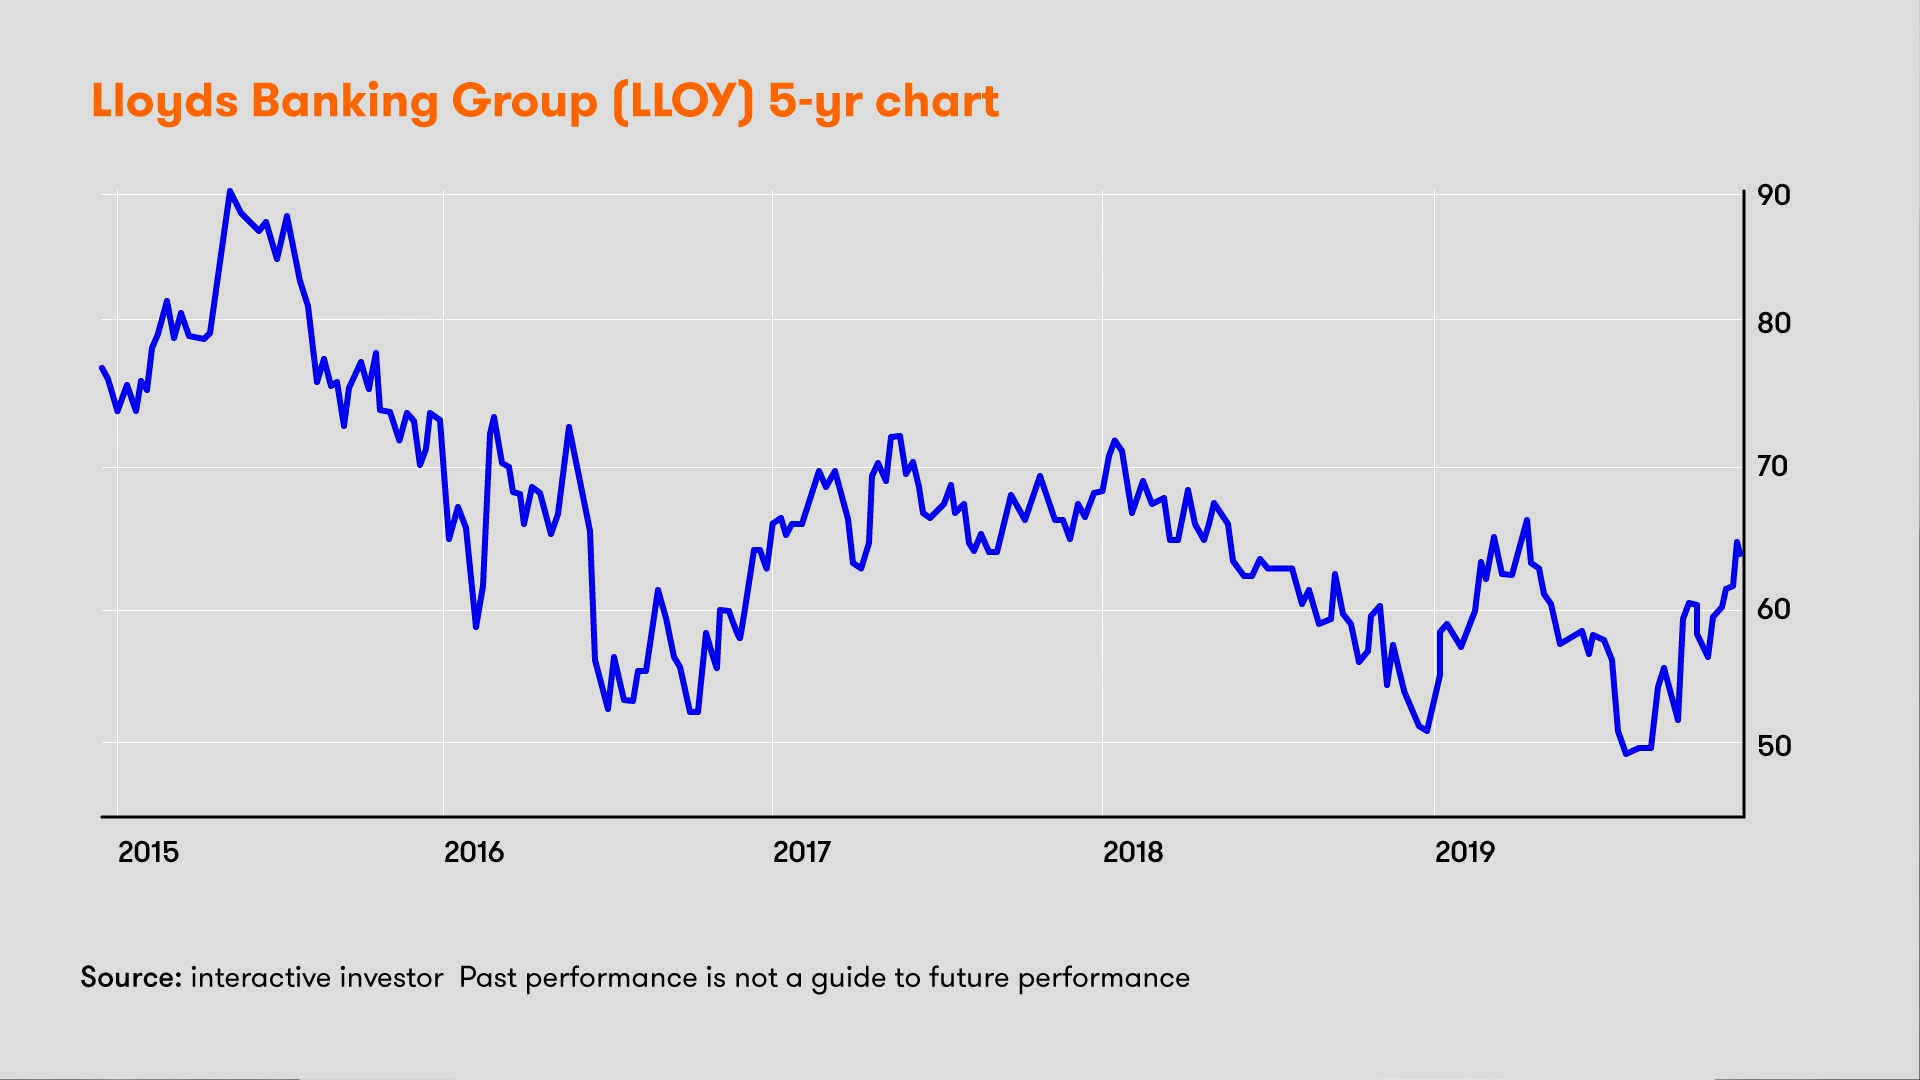 Lloyds Banking Group (LLOY) 5-yr chart
90
80
70
60
50
2015 2016 2017 2018 2019
Source: interactive investor Past performance is not a guide to future performance